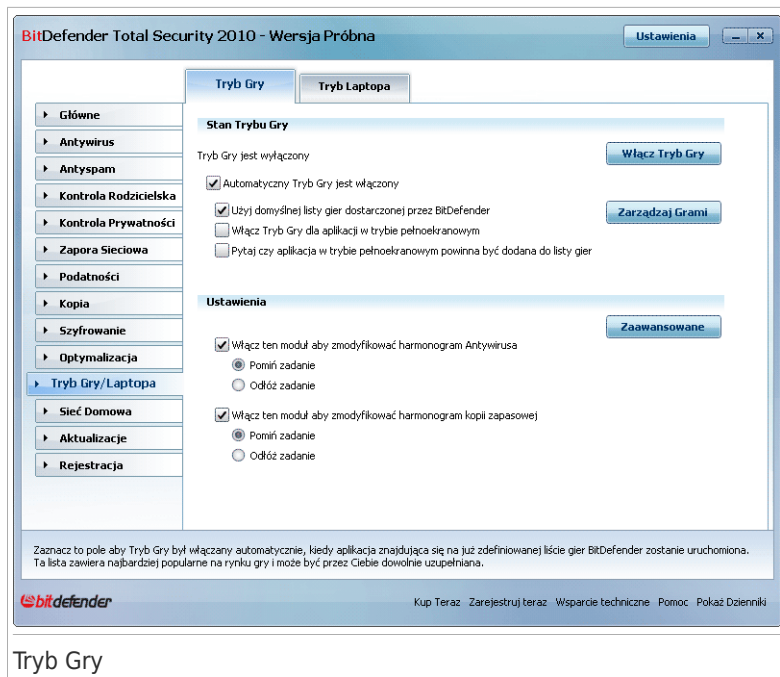 BitDefender Total Security 2010 - Wersja Próbna
Ustawienia
Tryb Gry
Tryb Laptopa
Główne
Antywirus
Antyspam
Kontrola Rodzicielska
Kontrola Prywatności
Zapora Sieciowa
Podatności
Kopia
Szyfrowanie
Optymalizacja
Tryb Gry/Laptopa
Sieć Domowa
Aktualizacje
Rejestracja
Stan Trybu Gry
Tryb Gry jest wyłączony
Włącz Tryb Gry
Automatyczny Tryb Gry jest włączony
Użyj domyślnej listy gier dostarczonej przez BitDefender
Zarządzaj Grami
Włącz Tryb Gry dla aplikacji w trybie pełnoekranowym
Pytaj czy aplikacja w trybie pełnoekranowym powinna być dodana do listy gier
Ustawienia
Zaawansowane
Włącz ten moduł aby zmodyfikować harmonogram Antywirusa
Pomiń zadanie
Odłóż zadanie
Włącz ten moduł aby zmodyfikować harmonogram kopii zapasowej
Pomiń zadanie
Odłóż zadanie
Zaznacz to pole aby Tryb Gry był włączany automatycznie, kiedy aplikacja znajdująca się na już zdefiniowanej liście gier BitDefender zostanie uruchomiona.
Ta lista zawiera najbardziej popularne na rynku gry i może być przez Ciebie dowolnie uzupełniana.
bitdefender
Kup Teraz Zarejestruj teraz Wsparcie techniczne Pomoc Pokaż Dzienniki
Tryb Gry